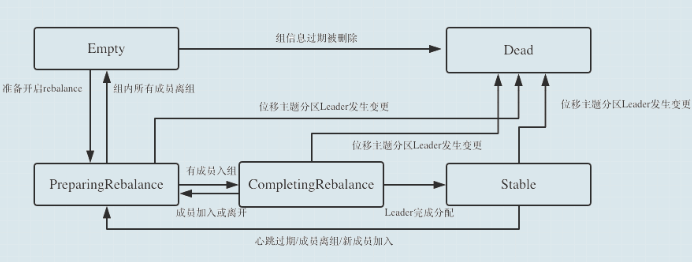 组信息过期被删除
Empty
Dead
准备开启rebalance
组内所有成员离组
位移主题分区Leader发生变更
位移主题分区Leader发生变更
位移主题分区Leader发生变更
有成员入组
PreparingRebalance
CompletingRebalance
Stable
成员加入或离开
Leader完成分配
心跳过期/成员离组/新成员加入